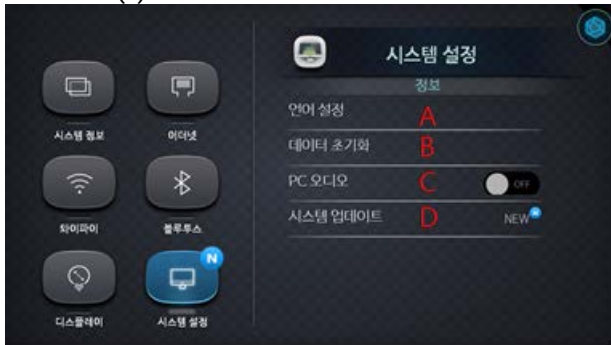 시스템 설정
정보
언어 설정 A
데이터 초기화 B
PC 오디오 C OFF
시스템 업데이트 D NEW
시스템 정보
이더넷
와이파이
블루투스
디스플레이
N
시스템 설정